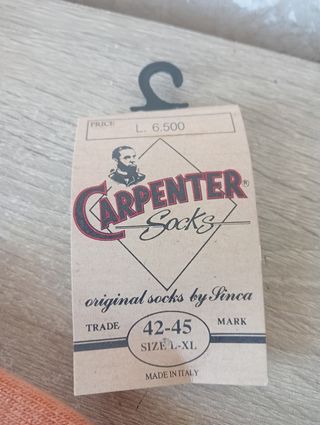 PRICE
L. 6.500
CARPENTER®
Socks
original socks by Sinca
TRADE 42-45 MARK
SIZE L-XL
MADE IN ITALY